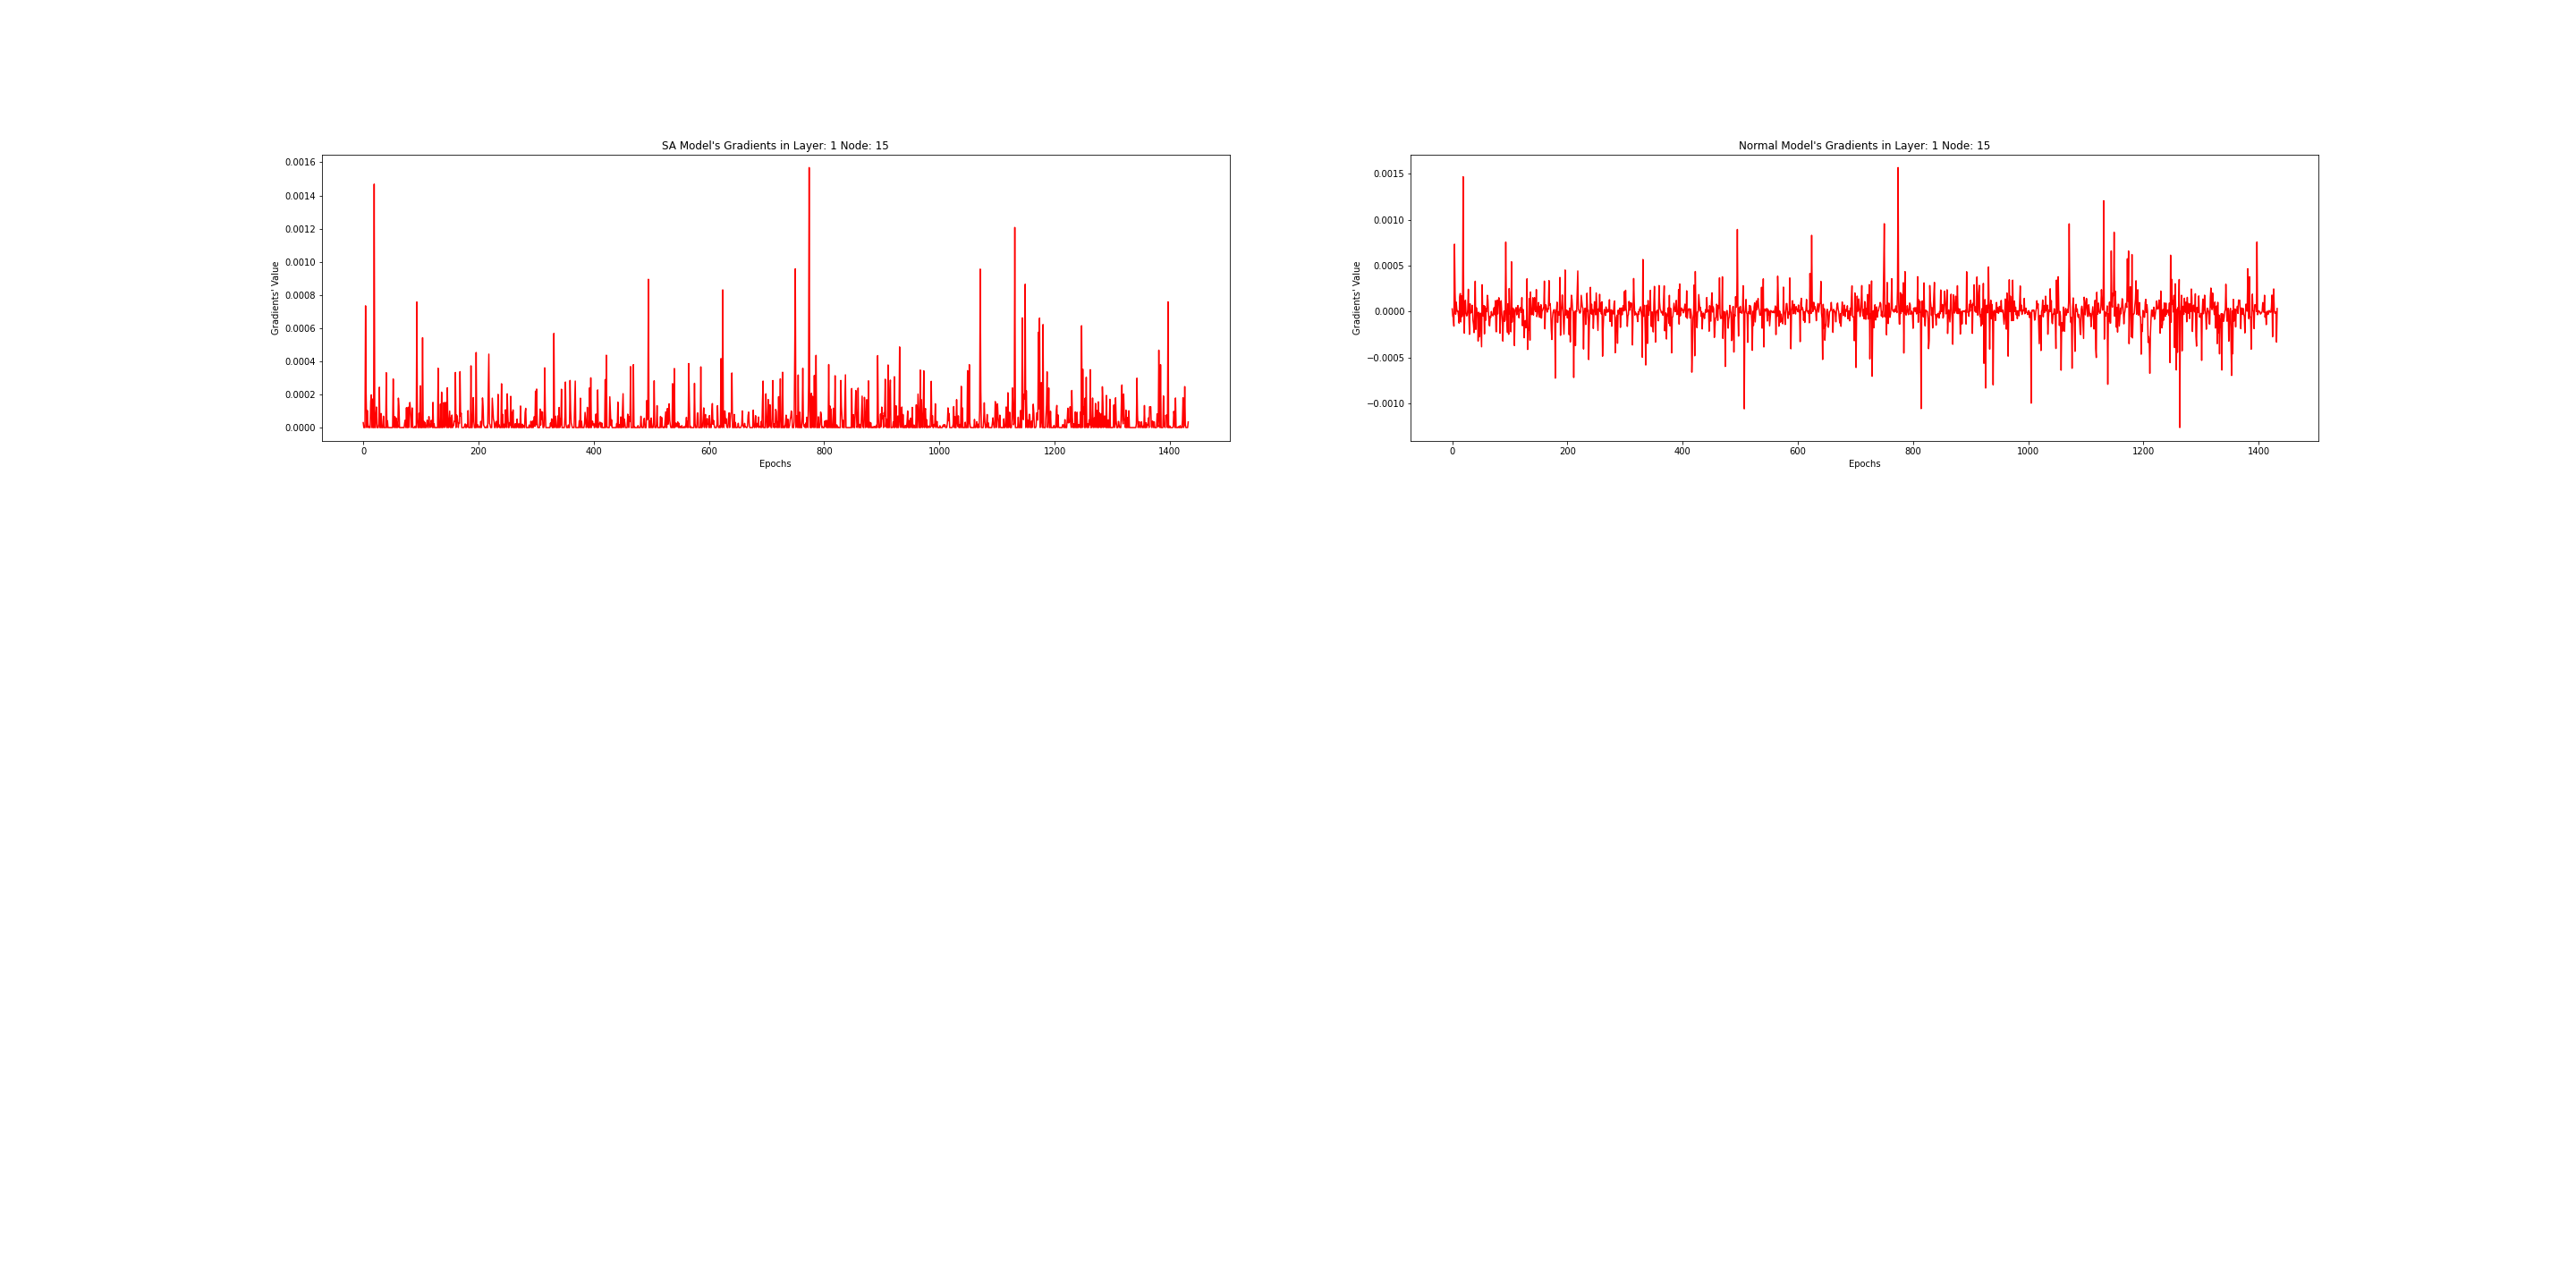 SA Model's Gradients in Layer: 1 Node: 15
Gradients' Value
0.0016
0.0014
0.0012
0.0010
0.0008
0.0006
0.0004
0.0002
0.0000
0 200 400 600 800 1000 1200 1400
Epochs
Normal Model's Gradients in Layer: 1 Node: 15
Gradients' Value
0.0015
0.0010
0.0005
0.0000
−0.0005
−0.0010
0 200 400 600 800 1000 1200 1400
Epochs